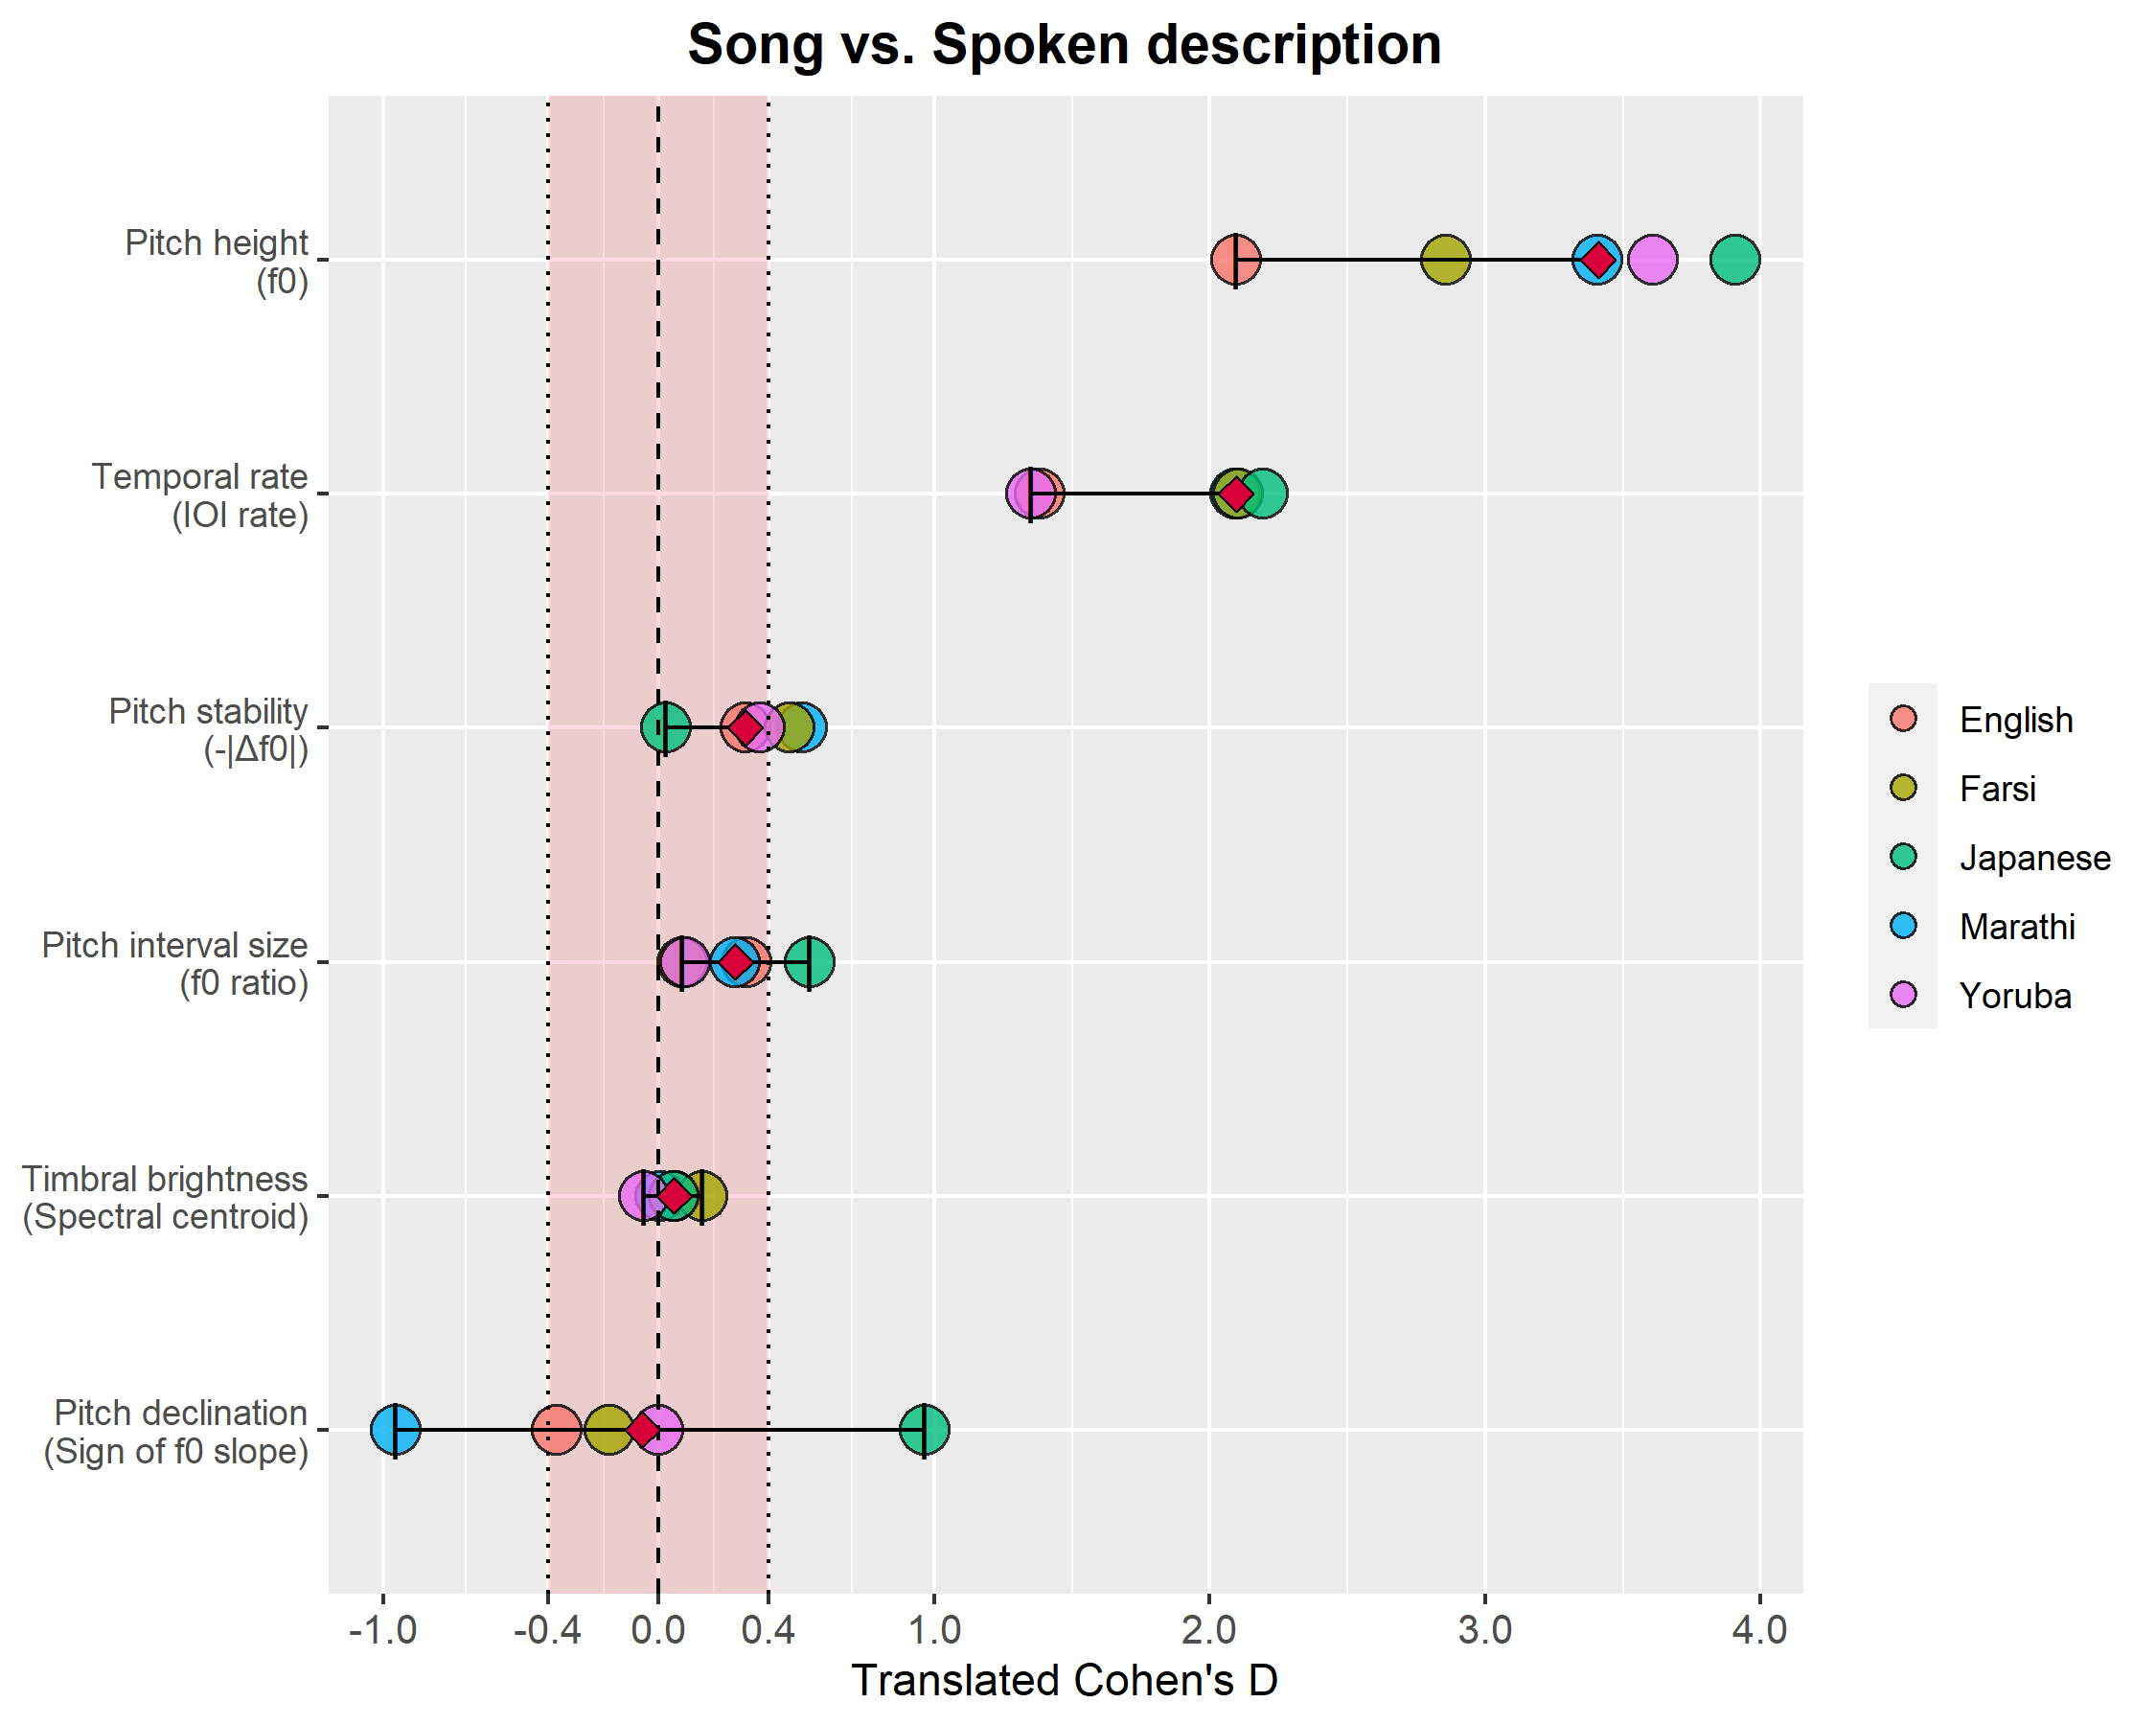 Song vs. Spoken description
Pitch height
(f0)
Temporal rate
(IOI rate)
Pitch stability
(-|Δf0|)
Pitch interval size
(f0 ratio)
Timbral brightness
(Spectral centroid)
Pitch declination
(Sign of f0 slope)
-1.0
-0.4
0.0
0.4
1.0
2.0
3.0
4.0
Translated Cohen's D
English
Farsi
Japanese
Marathi
Yoruba